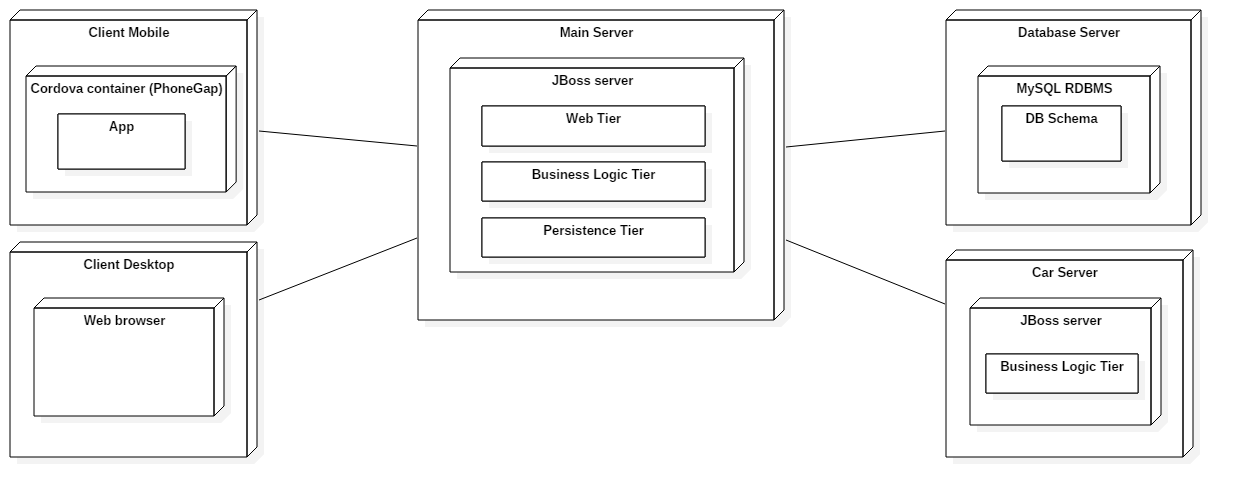 Client Mobile
Cordova container (PhoneGap)
App
Client Desktop
Web browser
Main Server
JBoss server
Web Tier
Business Logic Tier
Persistence Tier
Database Server
MySQL RDBMS
DB Schema
Car Server
JBoss server
Business Logic Tier